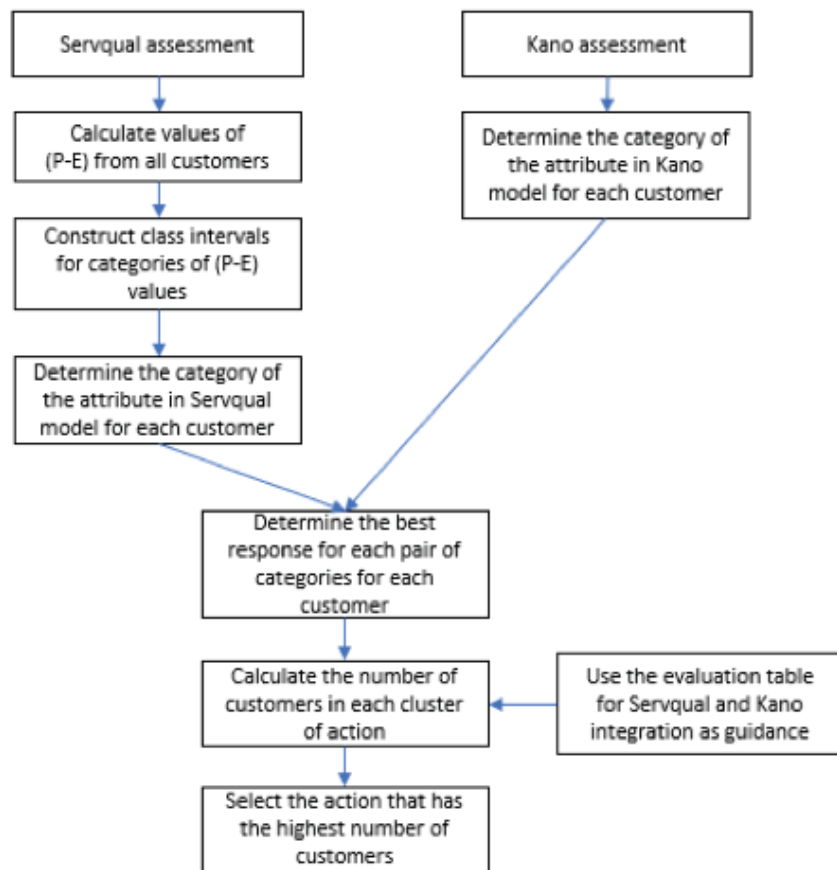 Servqual assessment
Kano assessment
Calculate values of
(P-E) from all customers
Determine the category of
the attribute in Kano
model for each customer
Construct class intervals
for categories of (P-E)
values
Determine the category of
the attribute in Servqual
model for each customer
Determine the best
response for each pair of
categories for each
customer
Calculate the number of
customers in each cluster
of action
Use the evaluation table
for Servqual and Kano
integration as guidance
Select the action that has
the highest number of
customers